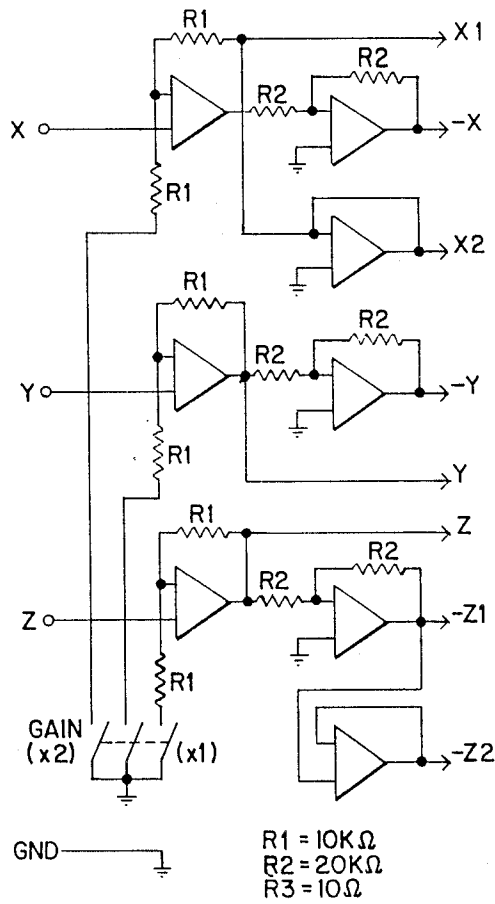 R1
X1
R2
R2
X
-X
R1
X2
R1
R2
R2
Y
-Y
R1
Y
R1
Z
R2
R2
Z
-Z1
R1
GAIN
(x2)
(x1)
-Z2
GND
R1 = 10KΩ
R2 = 20KΩ
R3 = 10Ω